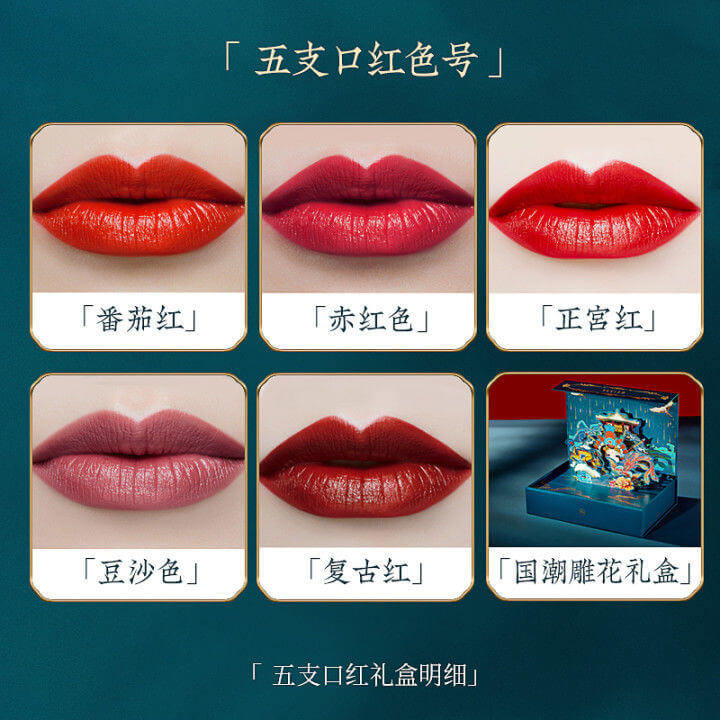 「 五支口红色号」
「番茄红」
「赤红色」
「正宫红」
「豆沙色」
「复古红」
「国潮雕花礼盒」
「 五支口红礼盒明细」